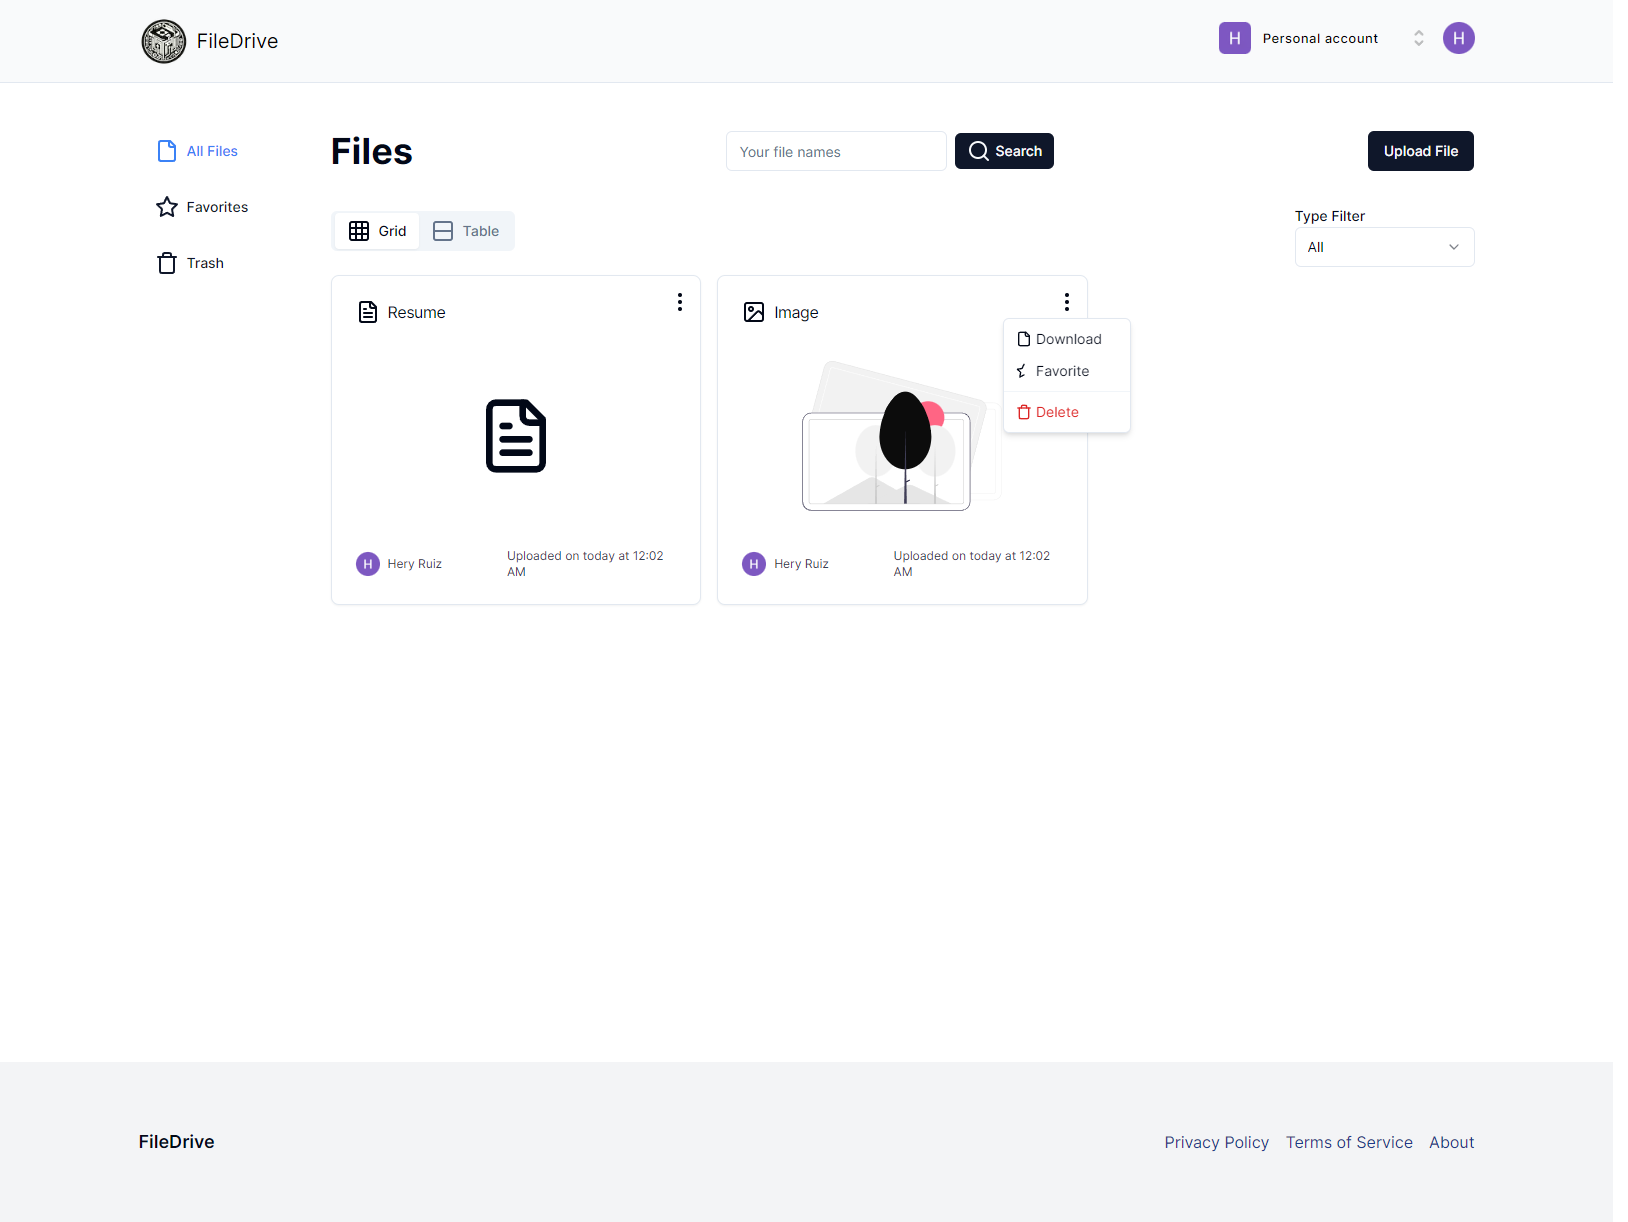 FileDrive
H Personal account H
All Files
Favorites
Trash
Files
Your file names
Search
Upload File
Grid
Table
Type Filter
All
Resume
H Hery Ruiz
Uploaded on today at 12:02
AM
Image
Download
Favorite
Delete
H Hery Ruiz
Uploaded on today at 12:02
AM
FileDrive
Privacy Policy Terms of Service About